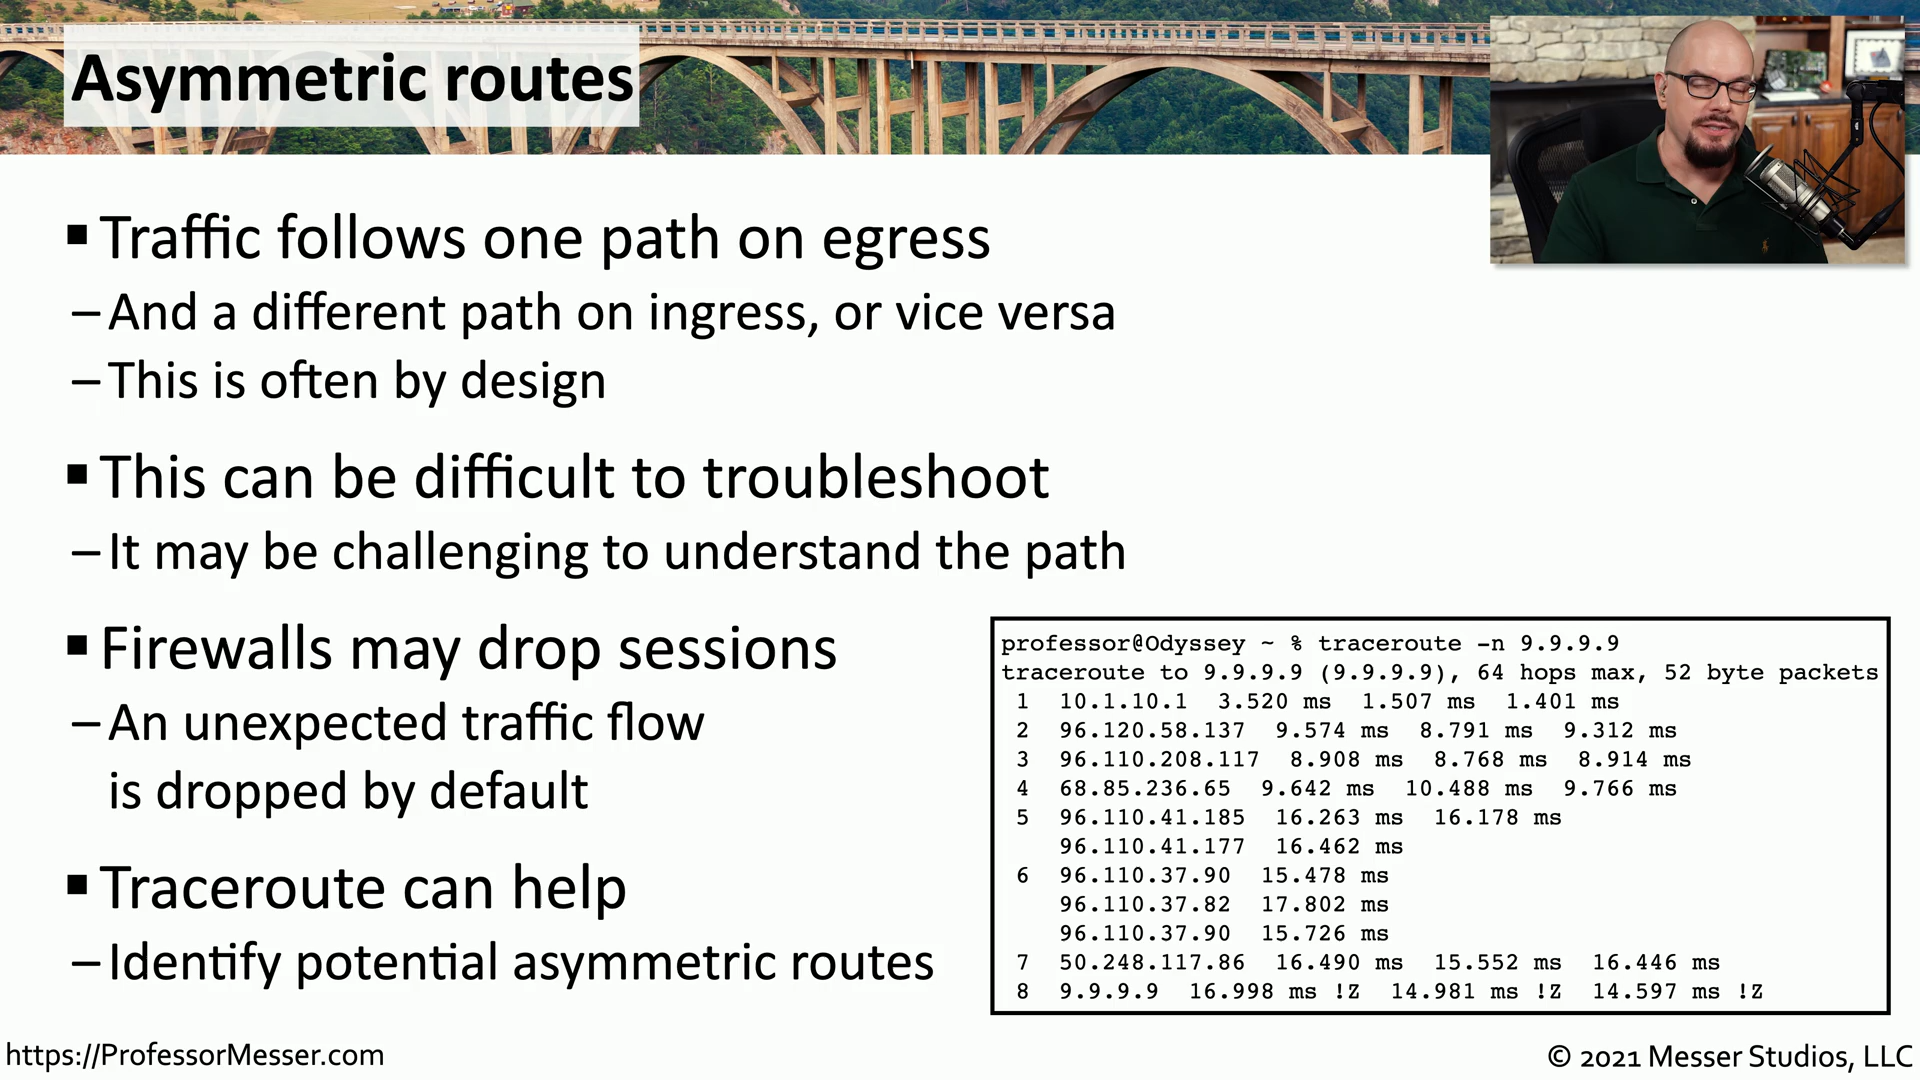 Asymmetric routes
▪ Traffic follows one path on egress
– And a different path on ingress, or vice versa
– This is often by design
▪ This can be difficult to troubleshoot
– It may be challenging to understand the path
▪ Firewalls may drop sessions
– An unexpected traffic flow
is dropped by default
▪ Traceroute can help
– Identify potential asymmetric routes
professor@Odyssey ~ % traceroute -n 9.9.9.9
traceroute to 9.9.9.9 (9.9.9.9), 64 hops max, 52 byte packets
1  10.1.10.1  3.520 ms  1.507 ms  1.401 ms
2  96.120.58.137  9.574 ms  8.791 ms  9.312 ms
3  96.110.208.117  8.908 ms  8.768 ms  8.914 ms
4  68.85.236.65  9.642 ms  10.488 ms  9.766 ms
5  96.110.41.185  16.263 ms  16.178 ms
96.110.41.177  16.462 ms
6  96.110.37.90  15.478 ms
96.110.37.82  17.802 ms
96.110.37.90  15.726 ms
7  50.248.117.86  16.490 ms  15.552 ms  16.446 ms
8  9.9.9.9  16.998 ms !Z  14.981 ms !Z  14.597 ms !Z
https://ProfessorMesser.com
© 2021 Messer Studios, LLC